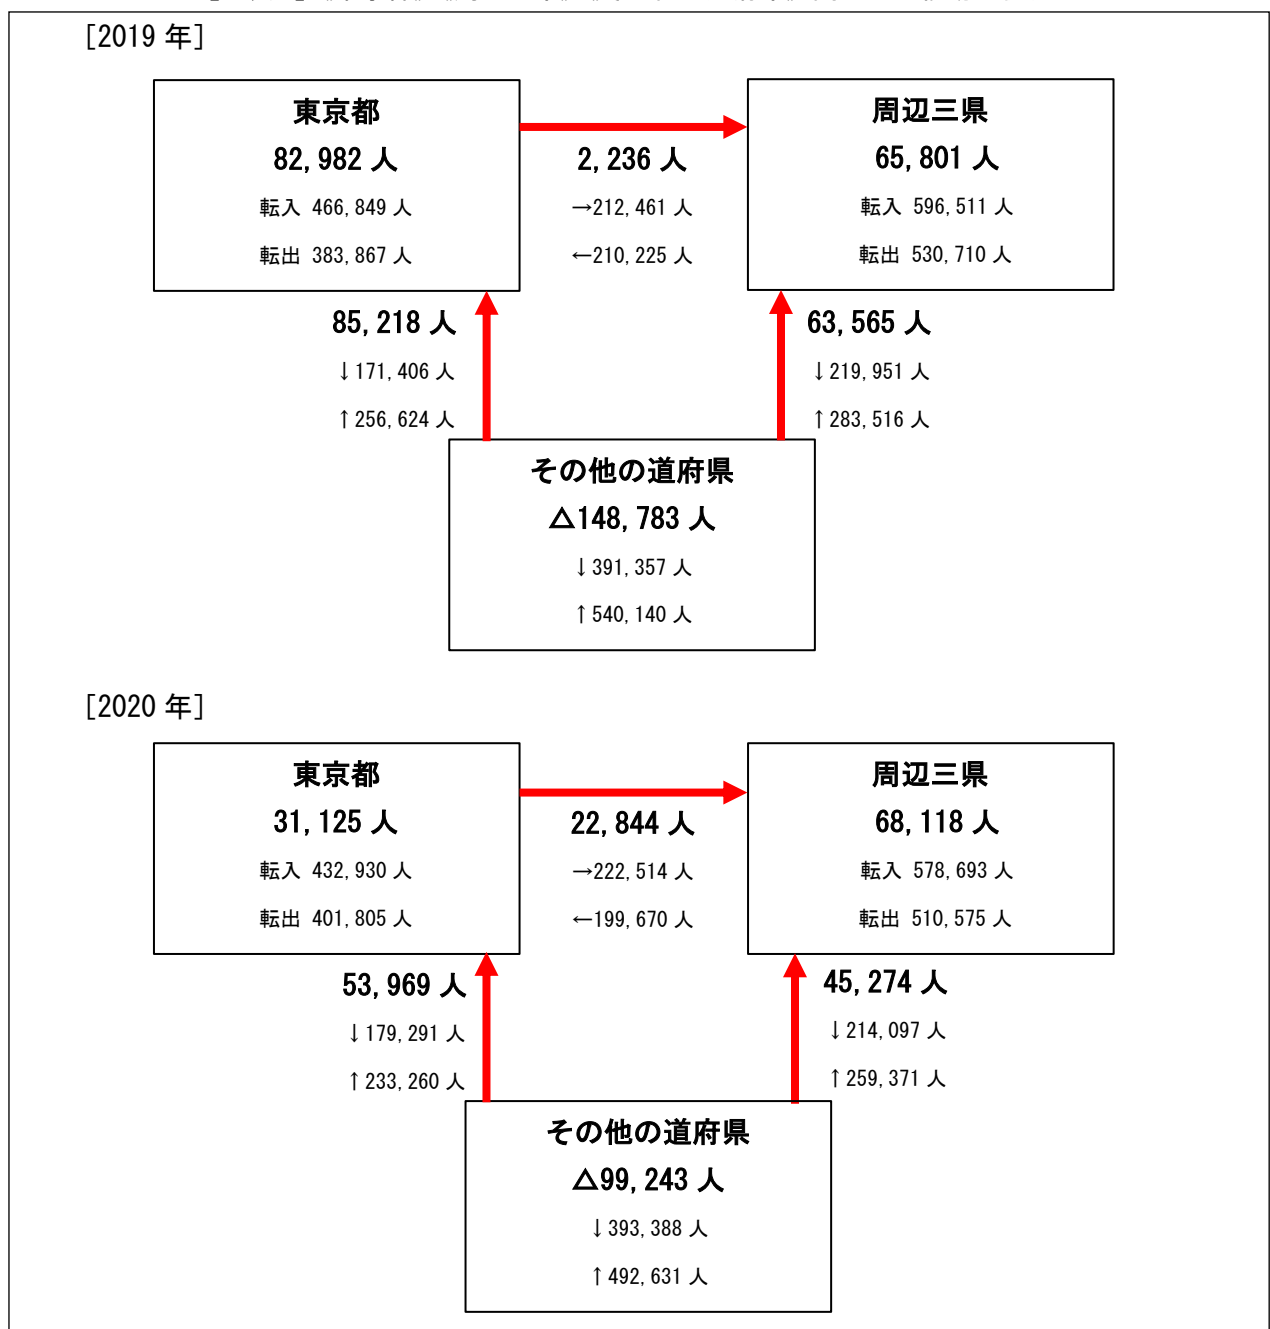 [2019 年]
東京都
82,982 人
転入 466,849 人
転出 383,867 人
2,236 人
→212,461 人
←210,225 人
周辺三県
65,801 人
転入 596,511 人
転出 530,710 人
85,218 人
↓171,406 人
↑256,624 人
63,565 人
↓219,951 人
↑283,516 人
その他の道府県
△148,783 人
↓391,357 人
↑540,140 人
[2020 年]
東京都
31,125 人
転入 432,930 人
転出 401,805 人
22,844 人
→222,514 人
←199,670 人
周辺三県
68,118 人
転入 578,693 人
転出 510,575 人
53,969 人
↓179,291 人
↑233,260 人
45,274 人
↓214,097 人
↑259,371 人
その他の道府県
△99,243 人
↓393,388 人
↑492,631 人